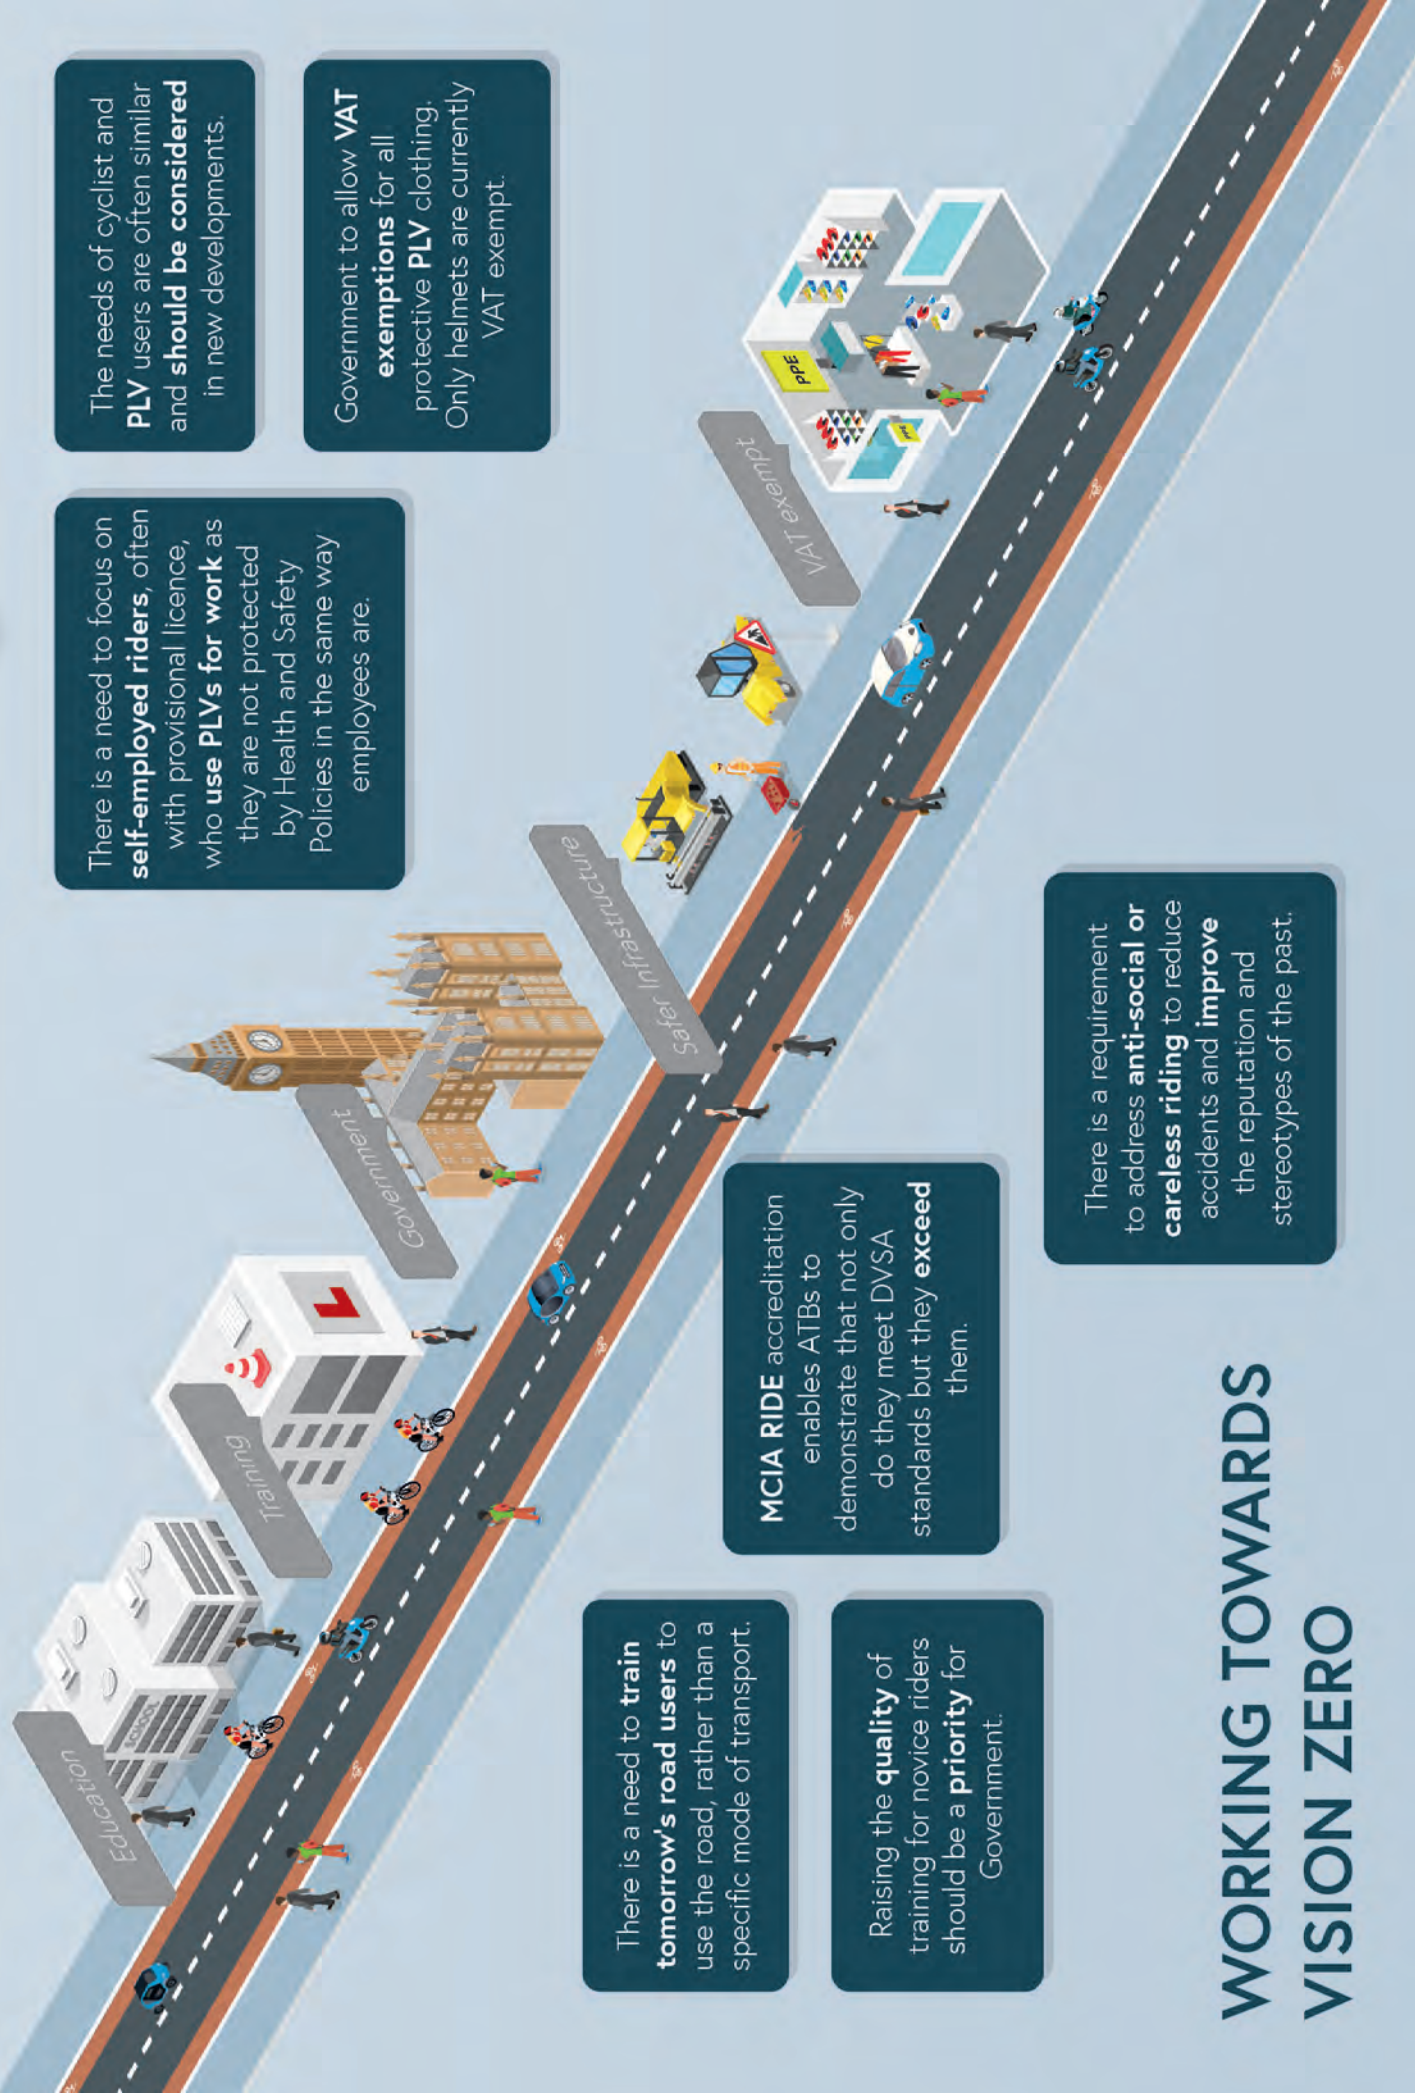 There is a need to focus on
self-employed riders, often
with provisional licence,
who use PLVs for work as
they are not protected
by Health and Safety
Policies in the same way
employees are.
The needs of cyclist and
PLV users are often similar
and should be considered
in new developments.
Government to allow VAT
exemptions for all
protective PLV clothing.
Only helmets are currently
VAT exempt.
Education
SCHOOL
Training
L
Government
Safer Infrastructure
VAT exempt
PPE
PPE
There is a need to train
tomorrow's road users to
use the road, rather than a
specific mode of transport.
Raising the quality of
training for novice riders
should be a priority for
Government.
MCIA RIDE accreditation
enables ATBs to
demonstrate that not only
do they meet DVSA
standards but they exceed
them.
There is a requirement
to address anti-social or
careless riding to reduce
accidents and improve
the reputation and
stereotypes of the past.
WORKING TOWARDS
VISION ZERO